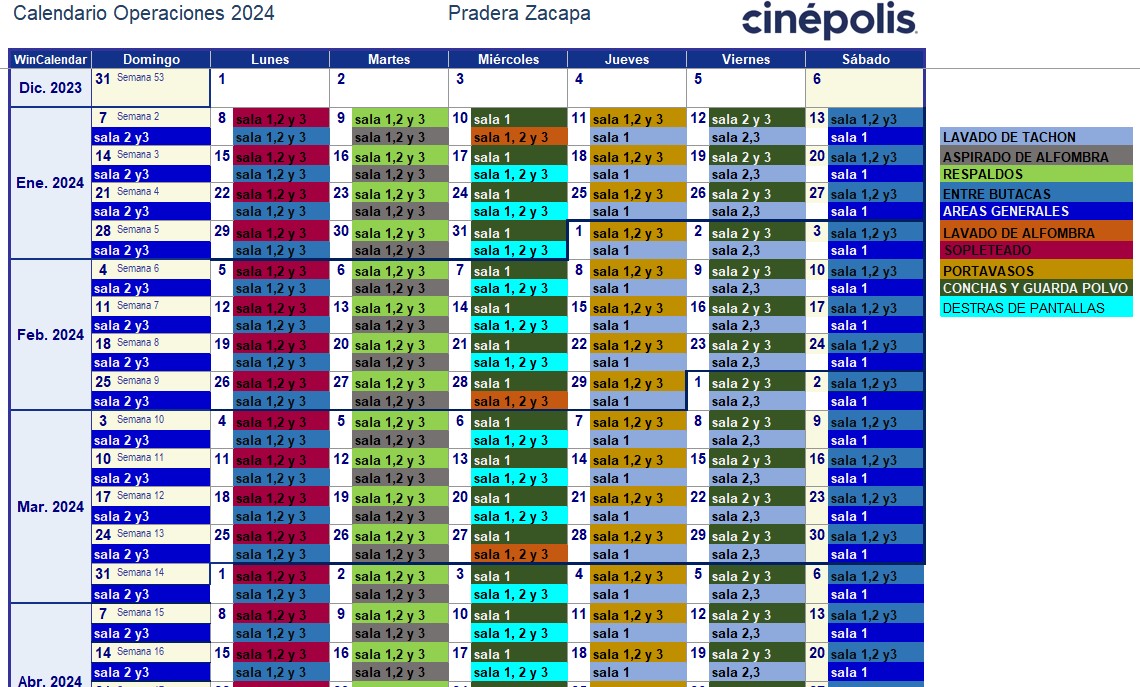 Calendario Operaciones 2024 Pradera Zacapa cinépolis.
WinCalendar Domingo Lunes Martes Miércoles Jueves Viernes Sábado
Dic. 2023 31 Semana 53 1 2 3 4 5 6
Ene. 2024
7 Semana 2 8 sala 1,2 y 3 9 sala 1,2 y 3 10 sala 1 11 sala 1,2 y 3 12 sala 2 y 3 13 sala 1,2 y3
sala 2 y3 sala 1,2 y 3 sala 1,2 y 3 sala 1, 2 y 3 sala 1 sala 2,3 sala 1
14 Semana 3 15 sala 1,2 y 3 16 sala 1,2 y 3 17 sala 1 18 sala 1,2 y 3 19 sala 2 y 3 20 sala 1,2 y3
sala 2 y3 sala 1,2 y 3 sala 1,2 y 3 sala 1, 2 y 3 sala 1 sala 2,3 sala 1
21 Semana 4 22 sala 1,2 y 3 23 sala 1,2 y 3 24 sala 1 25 sala 1,2 y 3 26 sala 2 y 3 27 sala 1,2 y3
sala 2 y3 sala 1,2 y 3 sala 1,2 y 3 sala 1, 2 y 3 sala 1 sala 2,3 sala 1
28 Semana 5 29 sala 1,2 y 3 30 sala 1,2 y 3 31 sala 1 1 sala 1,2 y 3 2 sala 2 y 3 3 sala 1,2 y3
sala 2 y3 sala 1,2 y 3 sala 1,2 y 3 sala 1, 2 y 3 sala 1 sala 2,3 sala 1
Feb. 2024
4 Semana 6 5 sala 1,2 y 3 6 sala 1,2 y 3 7 sala 1 8 sala 1,2 y 3 9 sala 2 y 3 10 sala 1,2 y3
sala 2 y3 sala 1,2 y 3 sala 1,2 y 3 sala 1, 2 y 3 sala 1 sala 2,3 sala 1
11 Semana 7 12 sala 1,2 y 3 13 sala 1,2 y 3 14 sala 1 15 sala 1,2 y 3 16 sala 2 y 3 17 sala 1,2 y3
sala 2 y3 sala 1,2 y 3 sala 1,2 y 3 sala 1, 2 y 3 sala 1 sala 2,3 sala 1
18 Semana 8 19 sala 1,2 y 3 20 sala 1,2 y 3 21 sala 1 22 sala 1,2 y 3 23 sala 2 y 3 24 sala 1,2 y3
sala 2 y3 sala 1,2 y 3 sala 1,2 y 3 sala 1, 2 y 3 sala 1 sala 2,3 sala 1
25 Semana 9 26 sala 1,2 y 3 27 sala 1,2 y 3 28 sala 1 29 sala 1,2 y 3 1 sala 2 y 3 2 sala 1,2 y3
sala 2 y3 sala 1,2 y 3 sala 1,2 y 3 sala 1, 2 y 3 sala 1 sala 2,3 sala 1
Mar. 2024
3 Semana 10 4 sala 1,2 y 3 5 sala 1,2 y 3 6 sala 1 7 sala 1,2 y 3 8 sala 2 y 3 9 sala 1,2 y3
sala 2 y3 sala 1,2 y 3 sala 1,2 y 3 sala 1, 2 y 3 sala 1 sala 2,3 sala 1
10 Semana 11 11 sala 1,2 y 3 12 sala 1,2 y 3 13 sala 1 14 sala 1,2 y 3 15 sala 2 y 3 16 sala 1,2 y3
sala 2 y3 sala 1,2 y 3 sala 1,2 y 3 sala 1, 2 y 3 sala 1 sala 2,3 sala 1
17 Semana 12 18 sala 1,2 y 3 19 sala 1,2 y 3 20 sala 1 21 sala 1,2 y 3 22 sala 2 y 3 23 sala 1,2 y3
sala 2 y3 sala 1,2 y 3 sala 1,2 y 3 sala 1, 2 y 3 sala 1 sala 2,3 sala 1
24 Semana 13 25 sala 1,2 y 3 26 sala 1,2 y 3 27 sala 1 28 sala 1,2 y 3 29 sala 2 y 3 30 sala 1,2 y3
sala 2 y3 sala 1,2 y 3 sala 1,2 y 3 sala 1, 2 y 3 sala 1 sala 2,3 sala 1
31 Semana 14 1 sala 1,2 y 3 2 sala 1,2 y 3 3 sala 1 4 sala 1,2 y 3 5 sala 2 y 3 6 sala 1,2 y3
sala 2 y3 sala 1,2 y 3 sala 1,2 y 3 sala 1, 2 y 3 sala 1 sala 2,3 sala 1
Abr. 2024
7 Semana 15 8 sala 1,2 y 3 9 sala 1,2 y 3 10 sala 1 11 sala 1,2 y 3 12 sala 2 y 3 13 sala 1,2 y3
sala 2 y3 sala 1,2 y 3 sala 1,2 y 3 sala 1, 2 y 3 sala 1 sala 2,3 sala 1
14 Semana 16 15 sala 1,2 y 3 16 sala 1,2 y 3 17 sala 1 18 sala 1,2 y 3 19 sala 2 y 3 20 sala 1,2 y3
sala 2 y3 sala 1,2 y 3 sala 1,2 y 3 sala 1, 2 y 3 sala 1 sala 2,3 sala 1
LAVADO DE TACHON
ASPIRADO DE ALFOMBRA
RESPALDOS
ENTRE BUTACAS
AREAS GENERALES
LAVADO DE ALFOMBRA
SOPLETEADO
PORTAVASOS
CONCHAS Y GUARDA POLVO
DESTRAS DE PANTALLAS